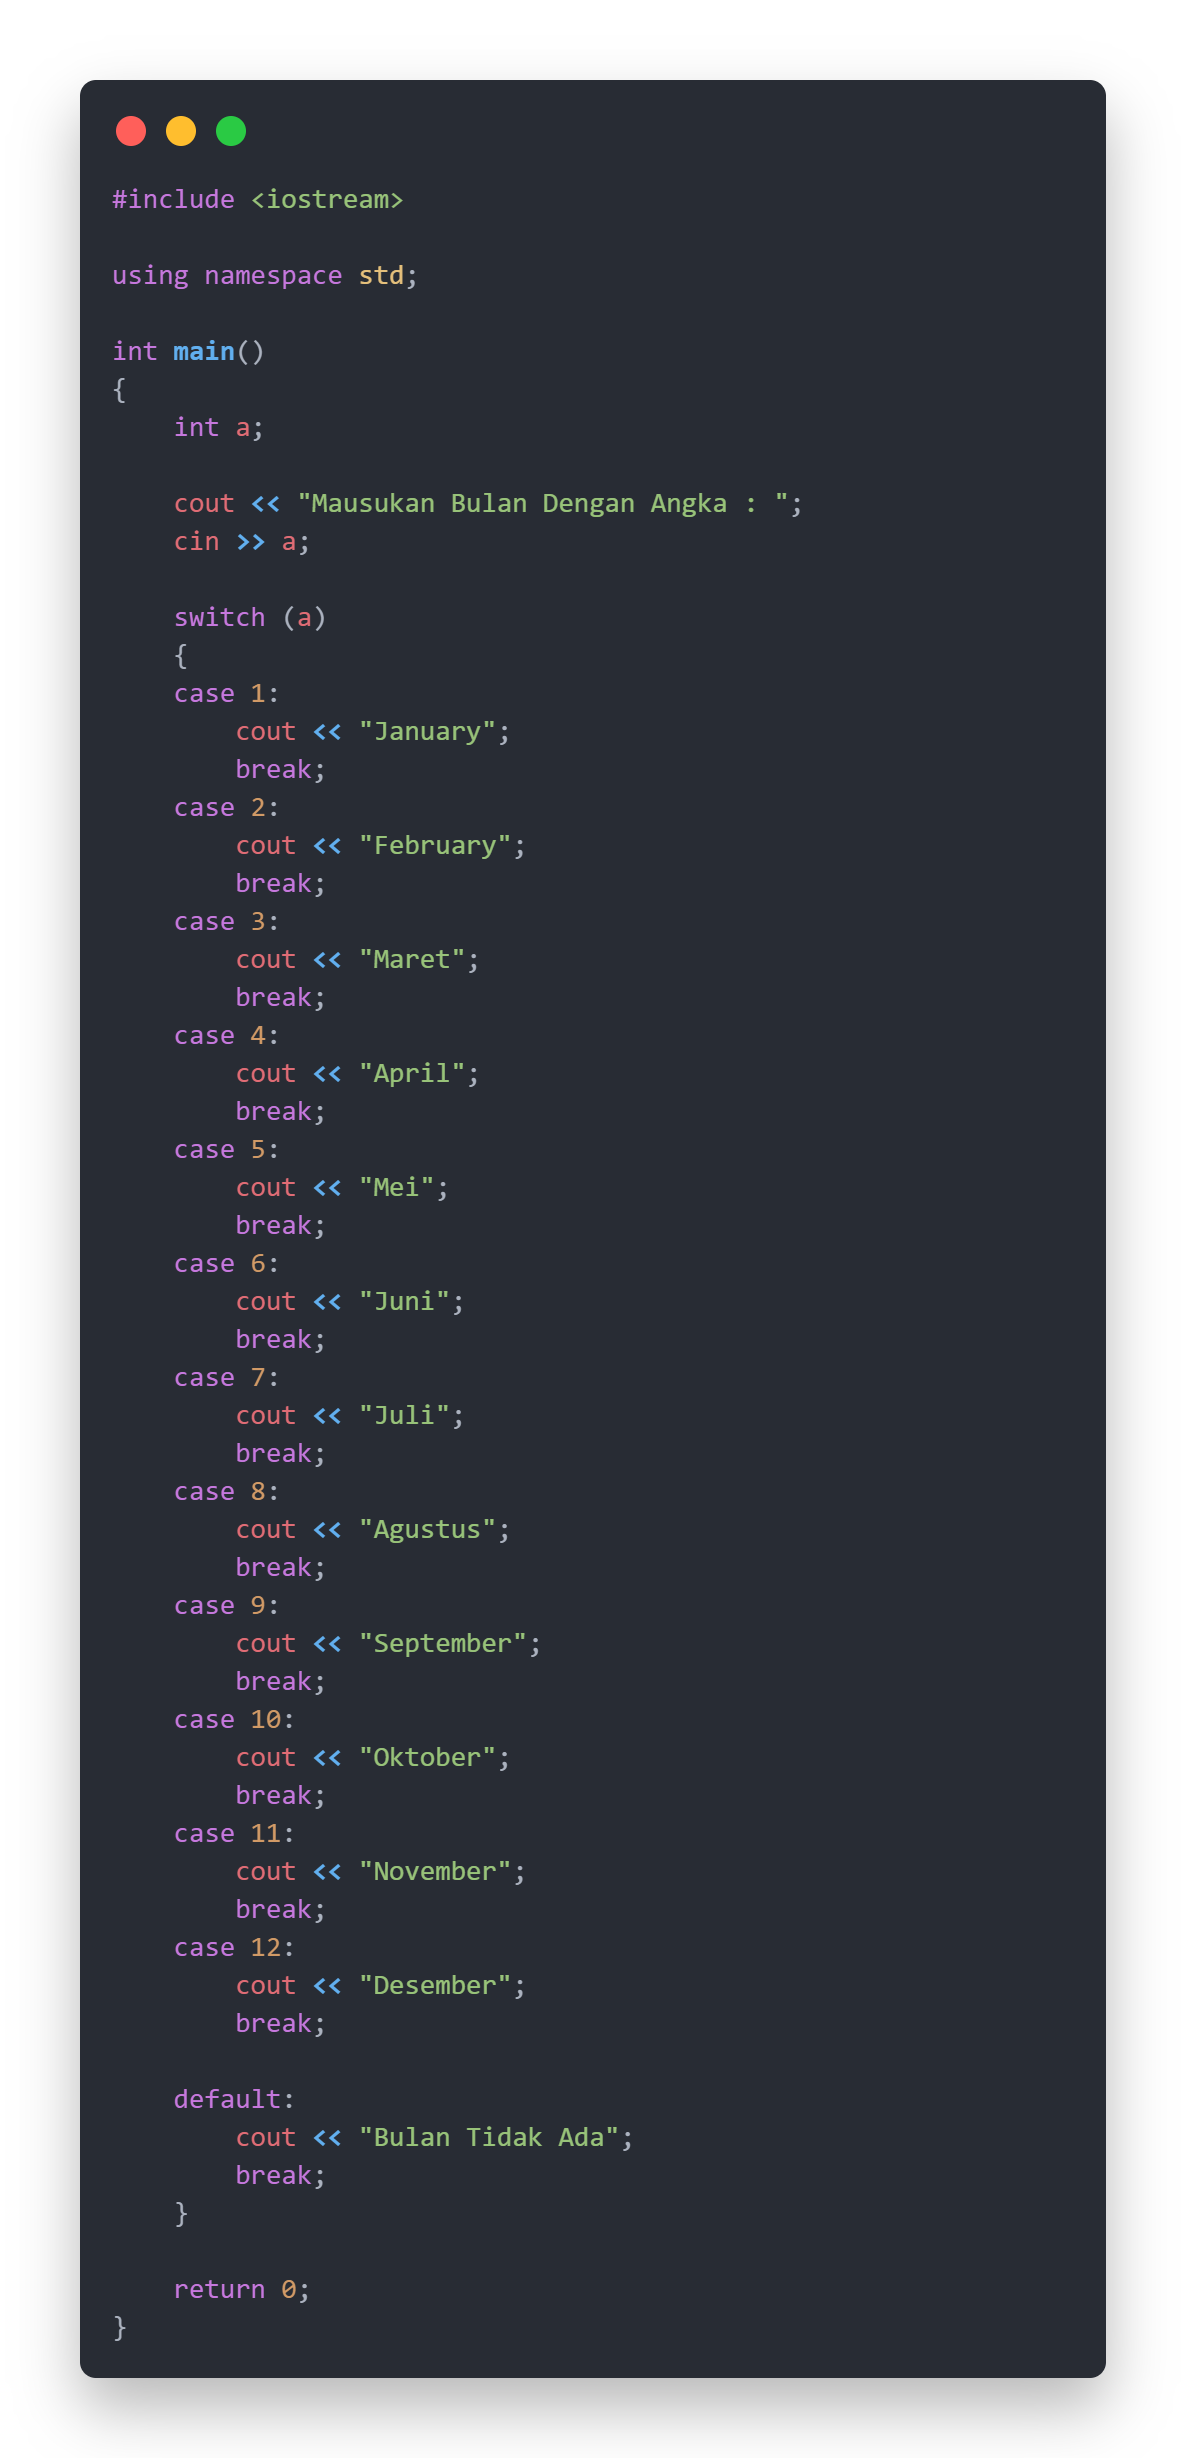 #include <iostream>

using namespace std;

int main()
{
    int a;

    cout << "Mausukan Bulan Dengan Angka : ";
    cin >> a;

    switch (a)
    {
    case 1:
        cout << "January";
        break;
    case 2:
        cout << "February";
        break;
    case 3:
        cout << "Maret";
        break;
    case 4:
        cout << "April";
        break;
    case 5:
        cout << "Mei";
        break;
    case 6:
        cout << "Juni";
        break;
    case 7:
        cout << "Juli";
        break;
    case 8:
        cout << "Agustus";
        break;
    case 9:
        cout << "September";
        break;
    case 10:
        cout << "Oktober";
        break;
    case 11:
        cout << "November";
        break;
    case 12:
        cout << "Desember";
        break;

    default:
        cout << "Bulan Tidak Ada";
        break;
    }

    return 0;
}